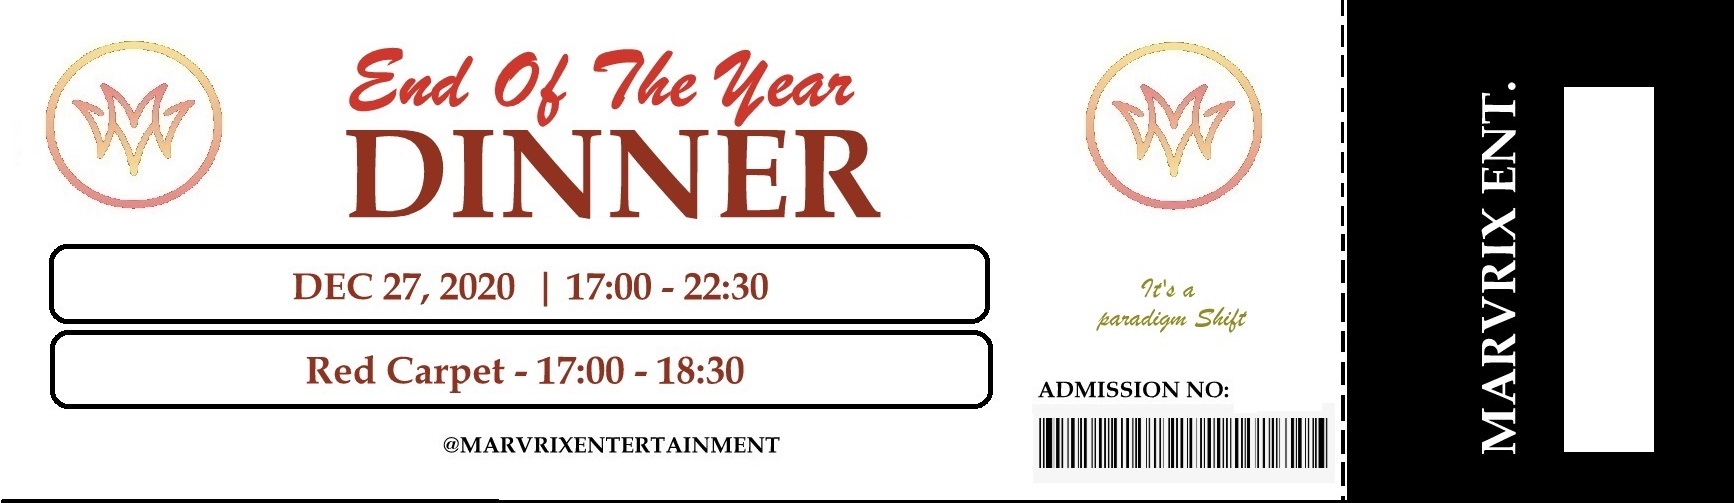 End Of The Year
DINNER
DEC 27, 2020 | 17:00 - 22:30
Red Carpet - 17:00 - 18:30
@MARVRIXENTERTAINMENT
It's a
paradigm Shift
ADMISSION NO:
MARVRIX ENT.